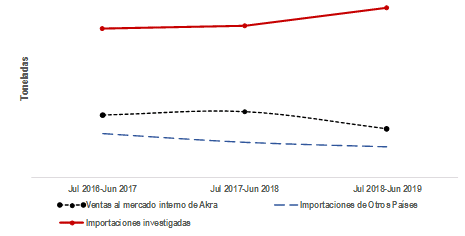 Toneladas
Jul 2016-Jun 2017 Jul 2017-Jun 2018 Jul 2018-Jun 2019
Ventas al mercado interno de Akra Importaciones de Otros Países
Importaciones investigadas